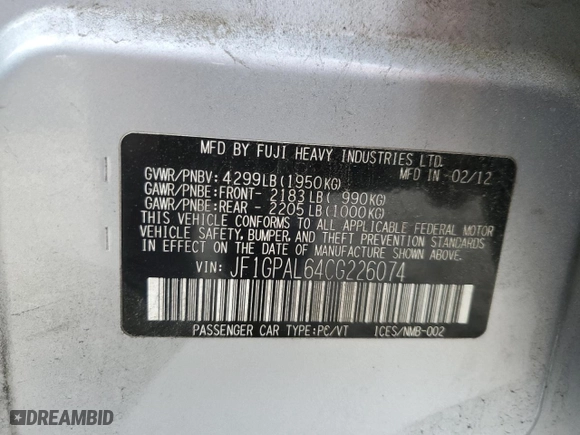 MFD BY FUJI HEAVY INDUSTRIES LTD.
GVWR/PNBV: 4299LB(1950KG) MFD IN 02/12
GAWR/PNBE:FRONT- 2183LB( 990KG)
GAWR/PNBE:REAR - 2205LB(1000KG)
THIS VEHICLE CONFORMS TO ALL APPLICABLE FEDERAL MOTOR
VEHICLE SAFETY, BUMPER, AND THEFT PREVENTION STANDARDS
IN EFFECT ON THE DATE OF MANUFACTURE SHOWN ABOVE.
VIN: JF1GPAL64CG226074
PASSENGER CAR TYPE:PC/VT ICES/NMB-002
DREAMBID